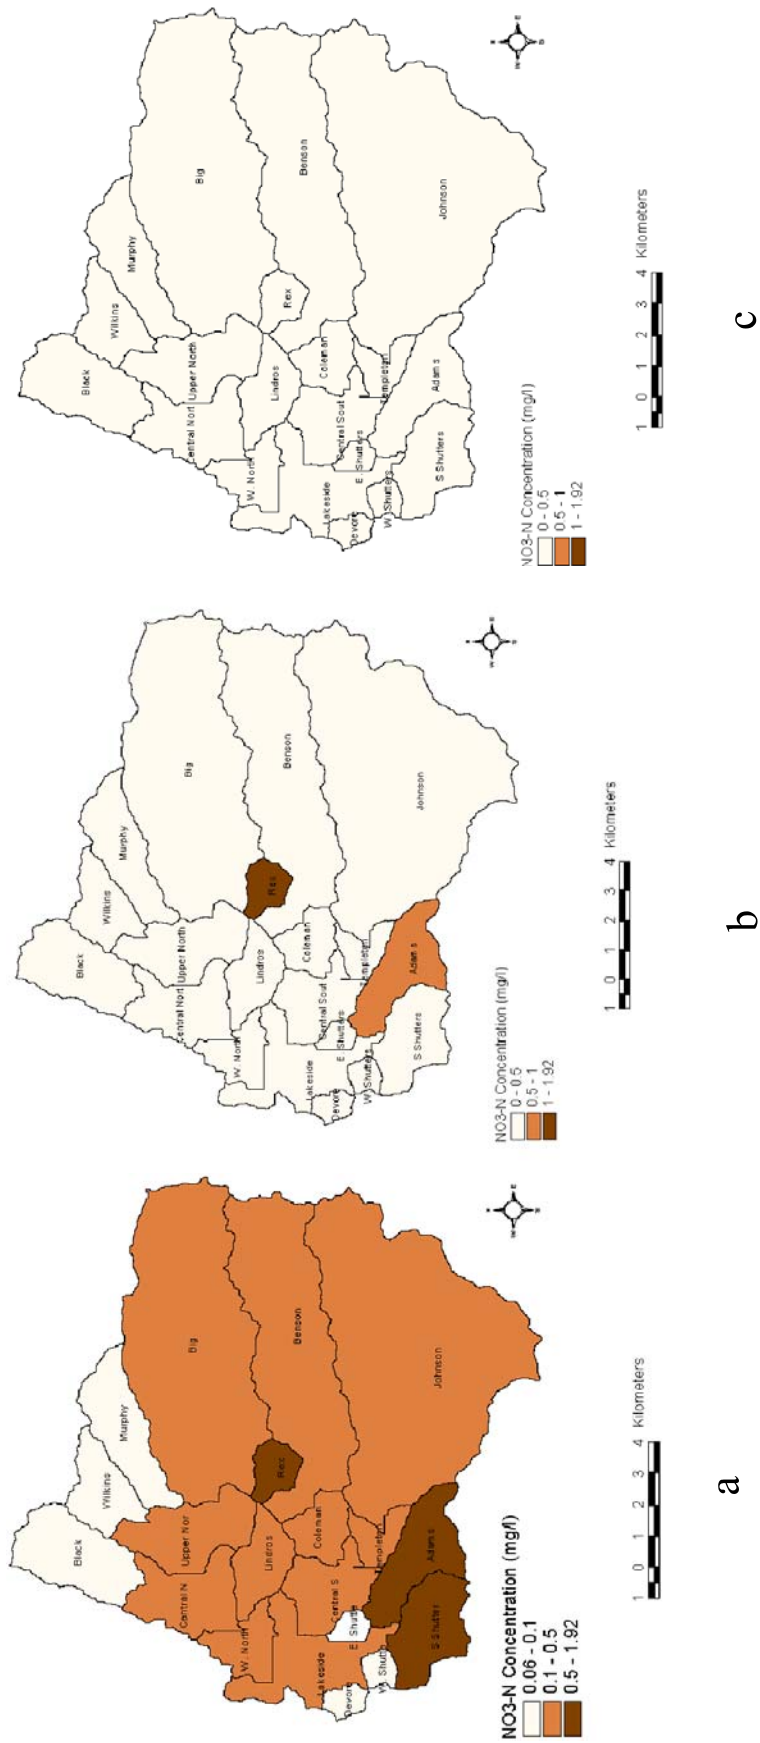 Black
Wilkins
Murphy
Upper Nor
Central N
Big
W. North
Lindros
Rex
Benson
Coleman
Central S
Lakeside
E. Shutte
Templeton
Devore
W. Shutte
Adams
S Shutter
Johnson
NO3-N Concentration (mg/l)
0.06 - 0.1
0.1 - 0.5
0.5 - 1.92
1 0 1 2 3 4 Kilometers
a
Black
Wilkins
Murphy
Upper North
Central Nort
Big
W. North
Lindros
Rex
Benson
Coleman
Central Sout
Lakeside
E. Shutters
Templeton
Devore
W. Shutters
Adams
S Shutters
Johnson
NO3-N Concentration (mg/l)
0 - 0.5
0.5 - 1
1 - 1.92
1 0 1 2 3 4 Kilometers
b
Black
Wilkins
Murphy
Upper North
Central Nort
Big
W. North
Lindros
Rex
Benson
Coleman
Central Sout
Lakeside
E. Shutters
Templeton
Devore
W. Shutters
Adams
S Shutters
Johnson
NO3-N Concentration (mg/l)
0 - 0.5
0.5 - 1
1 - 1.92
1 0 1 2 3 4 Kilometers
c